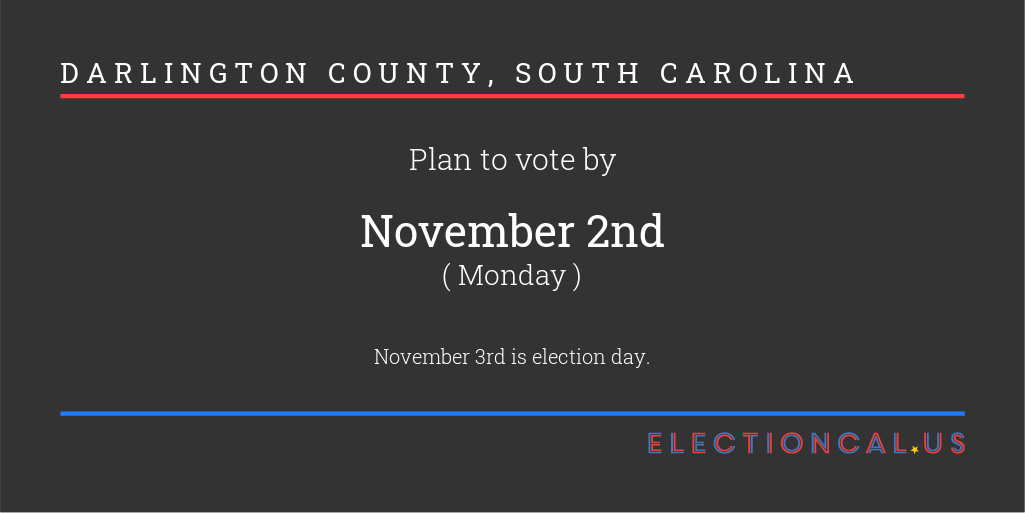 DARLINGTON COUNTY, SOUTH CAROLINA
Plan to vote by
November 2nd
( Monday )
November 3rd is election day.
ELECTIONCAL.US